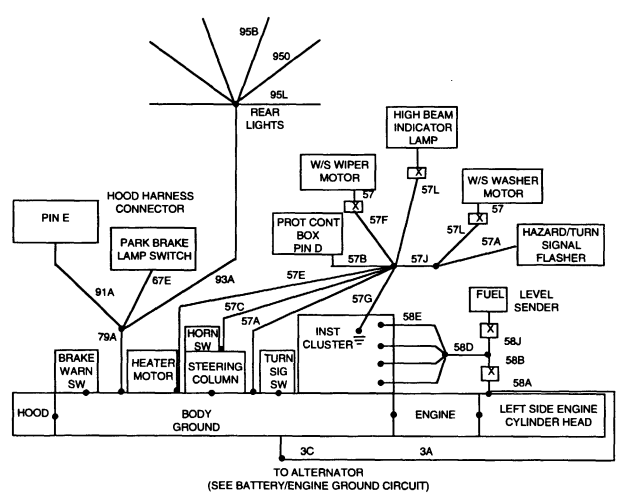 95B
950
95L
REAR
LIGHTS
HIGH BEAM
INDICATOR
LAMP
X
57L
W/S WIPER
MOTOR
57
X
57F
W/S WASHER
MOTOR
57
X
57L
57A
HOOD HARNESS
CONNECTOR
PIN E
PARK BRAKE
LAMP SWITCH
PROT CONT
BOX
PIN D
HAZARD/TURN
SIGNAL
FLASHER
57B
57J
67E
93A
57E
91A
57G
57C
57A
FUEL
LEVEL
SENDER
79A
HORN
SW
INST
CLUSTER
58E
X
58J
58D
BRAKE
WARN
SW
HEATER
MOTOR
STEERING
COLUMN
TURN
SIG SW
58B
X
58A
HOOD
BODY
GROUND
ENGINE
LEFT SIDE ENGINE
CYLINDER HEAD
3C
3A
TO ALTERNATOR
(SEE BATTERY/ENGINE GROUND CIRCUIT)